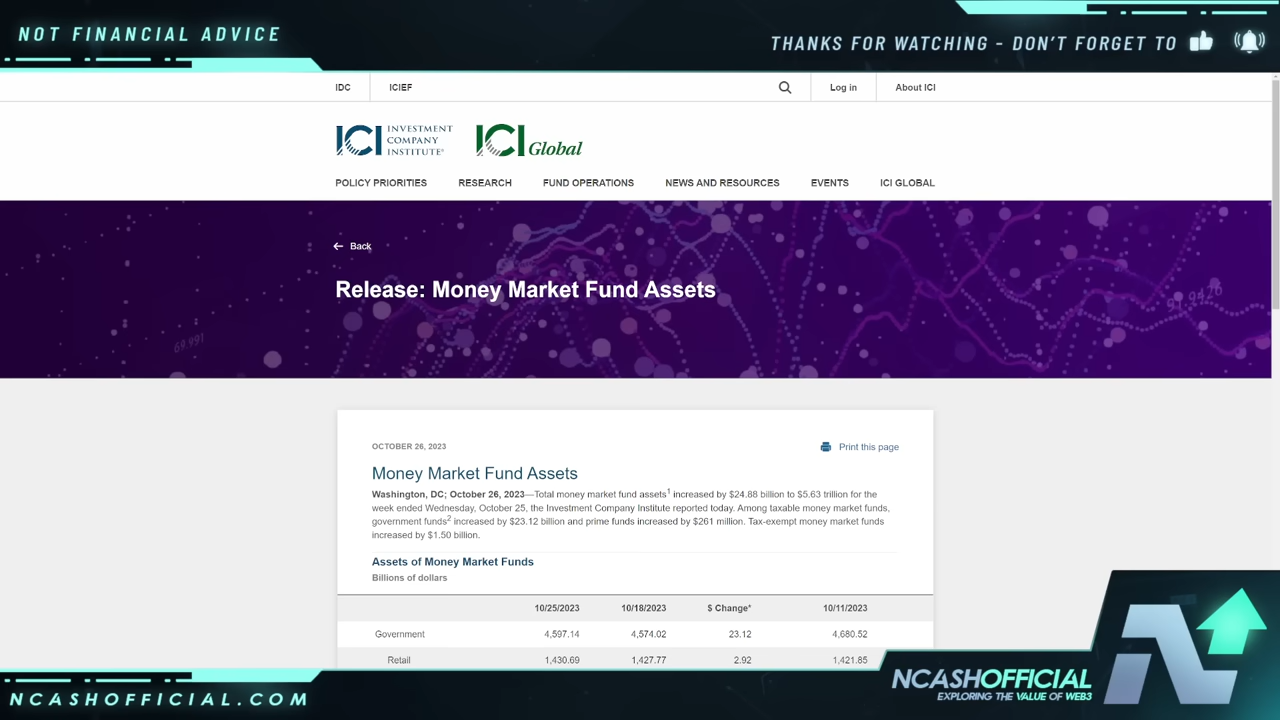 NOT FINANCIAL ADVICE
THANKS FOR WATCHING - DON'T FORGET TO
IDC
ICIEF
Log in
About ICI
ICI INVESTMENT
COMPANY
INSTITUTE®
ICI Global
POLICY PRIORITIES
RESEARCH
FUND OPERATIONS
NEWS AND RESOURCES
EVENTS
ICI GLOBAL
Back
Release: Money Market Fund Assets
91.9426
69.991
OCTOBER 26, 2023
Print this page
Money Market Fund Assets
Washington, DC; October 26, 2023—Total money market fund assets1 increased by $24.88 billion to $5.63 trillion for the
week ended Wednesday, October 25, the Investment Company Institute reported today. Among taxable money market funds,
government funds2 increased by $23.12 billion and prime funds increased by $261 million. Tax-exempt money market funds
increased by $1.50 billion.
Assets of Money Market Funds
Billions of dollars
10/25/2023 10/18/2023 $ Change* 10/11/2023
Government 4,597.14 4,574.02 23.12 4,680.52
Retail 1,430.69 1,427.77 2.92 1,421.85
NCASHOFFICIAL
EXPLORING THE VALUE OF WEB3
NCASHOFFICIAL.COM